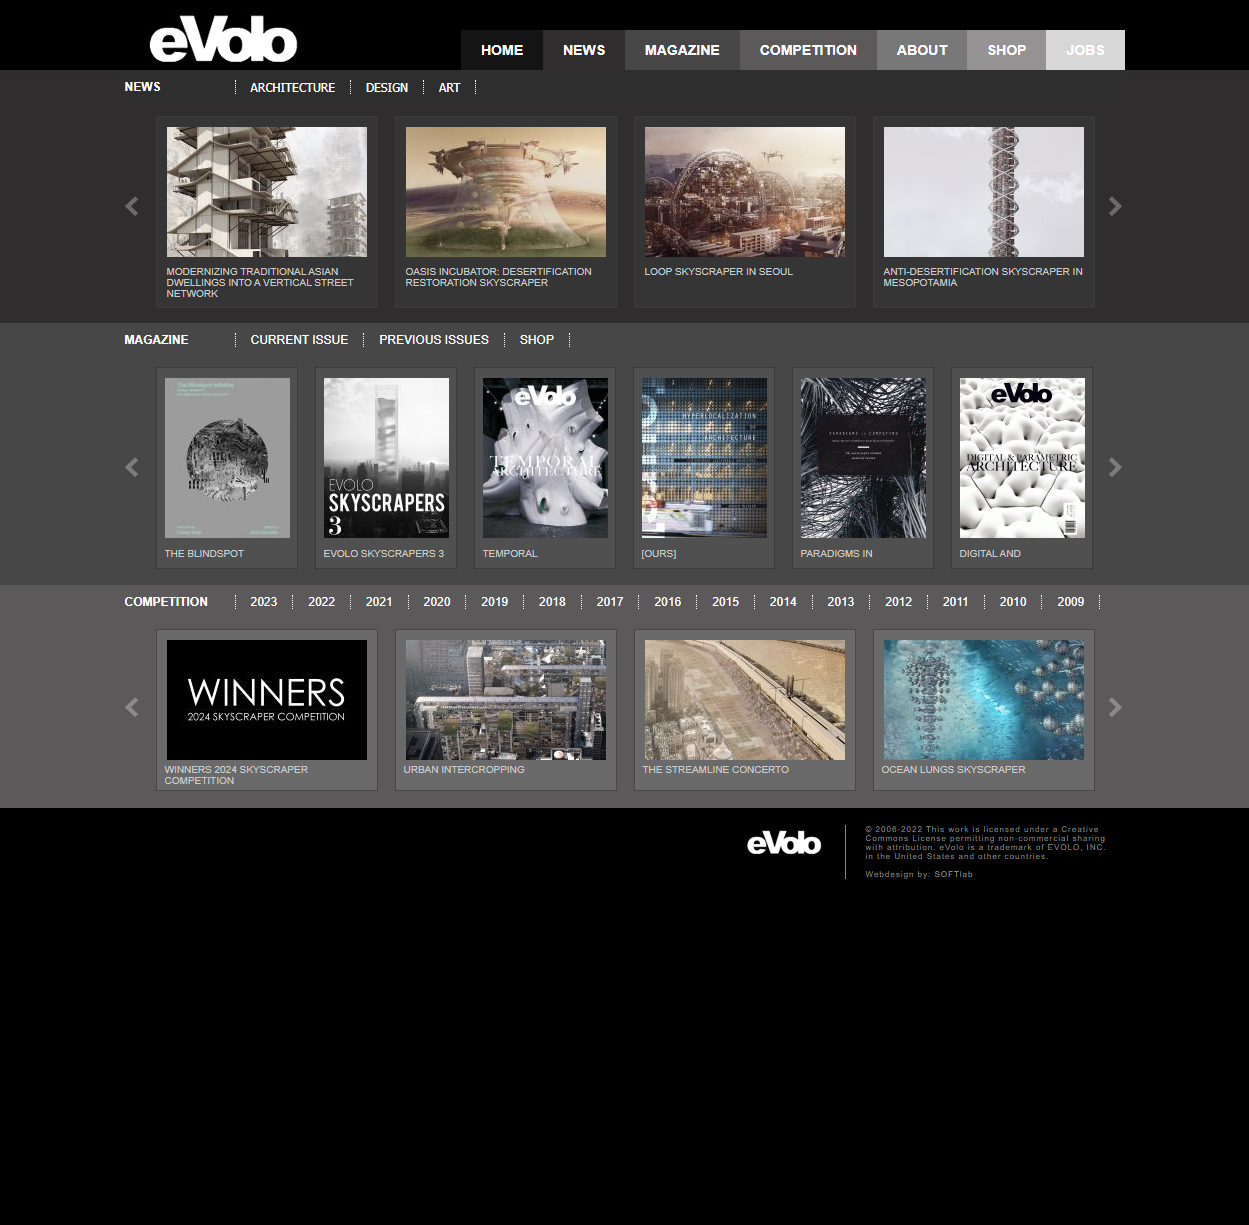 eVolo
HOME NEWS MAGAZINE COMPETITION ABOUT SHOP JOBS
NEWS ARCHITECTURE DESIGN ART
MODERNIZING TRADITIONAL ASIAN
DWELLINGS INTO A VERTICAL STREET
NETWORK
OASIS INCUBATOR: DESERTIFICATION
RESTORATION SKYSCRAPER
LOOP SKYSCRAPER IN SEOUL
ANTI-DESERTIFICATION SKYSCRAPER IN
MESOPOTAMIA
MAGAZINE CURRENT ISSUE PREVIOUS ISSUES SHOP
The Blindspot Initiative
THE BLINDSPOT
EVOLO
SKYSCRAPERS
3
EVOLO SKYSCRAPERS 3
eVolo
TEMPORAL
ARCHITECTURE
TEMPORAL
HYPERLOCALIZATION
OF
ARCHITECTURE
[OURS]
PARADIGMS IN COMPUTING
PARADIGMS IN
eVolo
DIGITAL & PARAMETRIC
ARCHITECTURE
DIGITAL AND
COMPETITION 2023 2022 2021 2020 2019 2018 2017 2016 2015 2014 2013 2012 2011 2010 2009
WINNERS
2024 SKYSCRAPER COMPETITION
WINNERS 2024 SKYSCRAPER
COMPETITION
URBAN INTERCROPPING
THE STREAMLINE CONCERTO
OCEAN LUNGS SKYSCRAPER
eVolo
© 2006-2022 This work is licensed under a Creative
Commons License permitting non-commercial sharing
with attribution. eVolo is a trademark of EVOLO, INC.
in the United States and other countries.
Webdesign by: SOFTlab